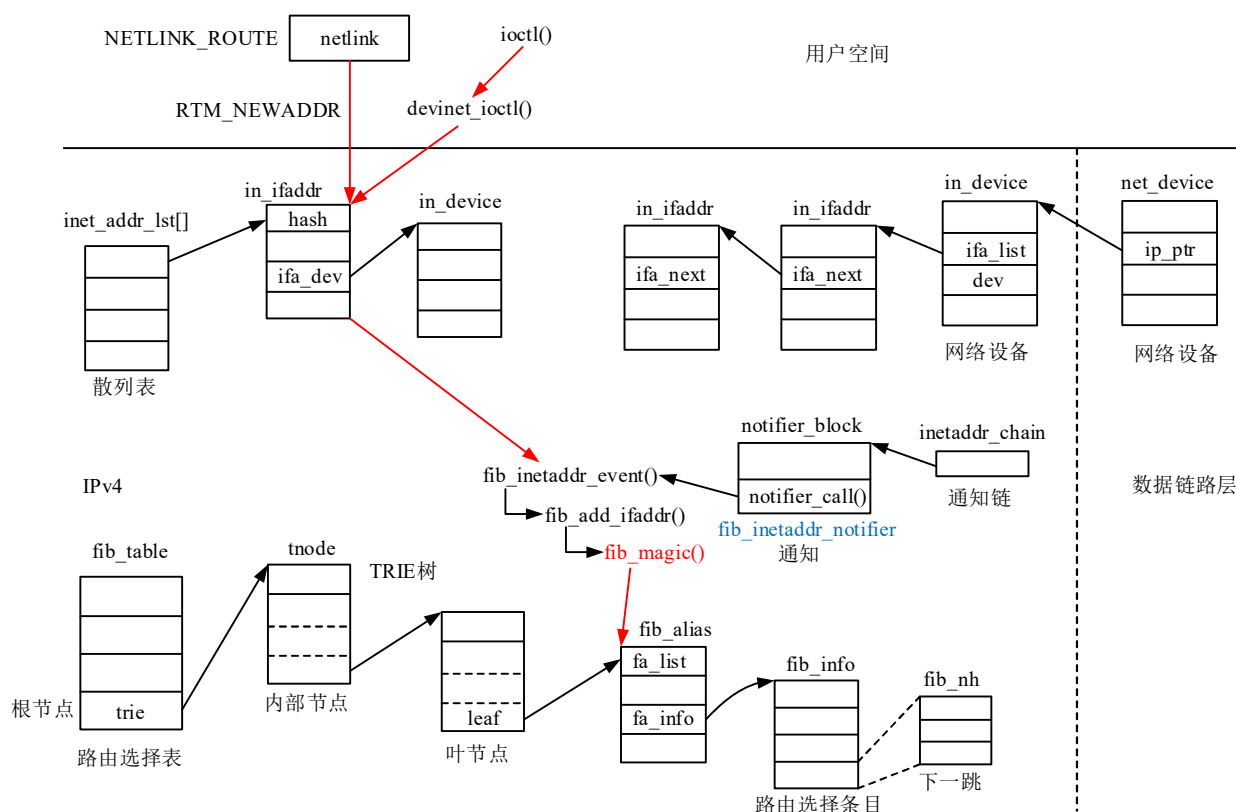 NETLINK_ROUTE
netlink
ioctl()
用户空间
RTM_NEWADDR
devinet_ioctl()
in_ifaddr
in_device
net_device
inet_addr_lst[]
hash
in_device
in_ifaddr
in_ifaddr
ifa_dev
ifa_next
ifa_next
ifa_list
ip_ptr
dev
网络设备
网络设备
散列表
notifier_block
inetaddr_chain
fib_inetaddr_event()
IPv4
notifier_call()
通知链
数据链路层
fib_add_ifaddr()
fib_inetaddr_notifier
fib_table
tnode
fib_magic()
通知
TRIE树
fib_alias
fa_list
fib_info
fib_nh
根节点
trie
内部节点
leaf
fa_info
路由选择表
叶节点
下一跳
路由选择条目